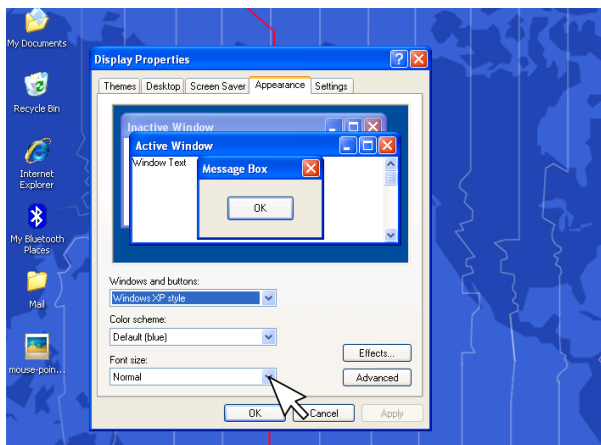 My Documents
Recycle Bin
Internet
Explorer
My Bluetooth
Places
Mail
mouse-poin...
Display Properties
Themes Desktop Screen Saver Appearance Settings
Inactive Window
Active Window
Window Text
Message Box
OK
Windows and buttons:
Windows XP style
Color scheme:
Default (blue)
Effects...
Font size:
Normal
Advanced
OK Cancel Apply